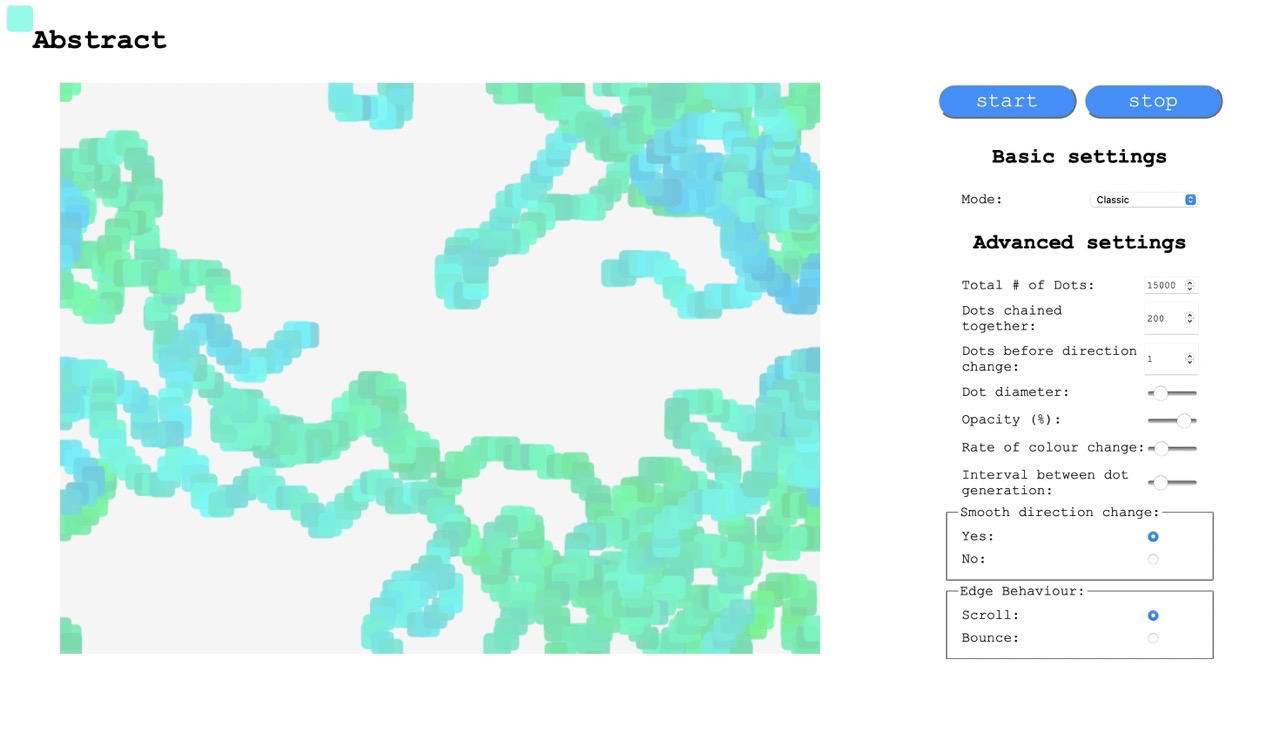 Abstract
start stop
Basic settings
Mode: Classic
Advanced settings
Total # of Dots: 15000
Dots chained
together: 200
Dots before direction
change: 1
Dot diameter:
Opacity (%):
Rate of colour change:
Interval between dot
generation:
Smooth direction change:
Yes:
No:
Edge Behaviour:
Scroll:
Bounce: